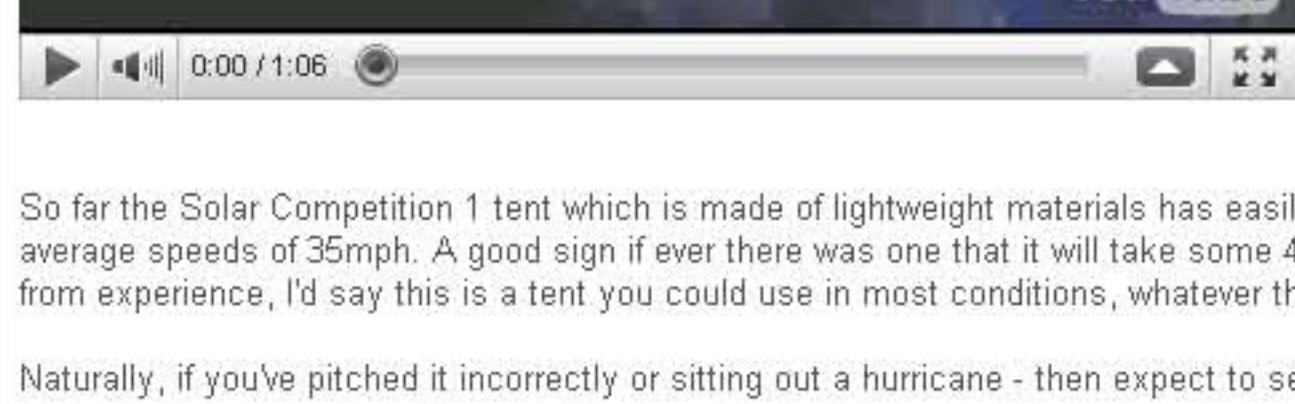 0:00 / 1:06
So far the Solar Competition 1 tent which is made of lightweight materials has easil
average speeds of 35mph. A good sign if ever there was one that it will take some 4
from experience, I'd say this is a tent you could use in most conditions, whatever th
Naturally, if you've pitched it incorrectly or sitting out a hurricane - then expect to se